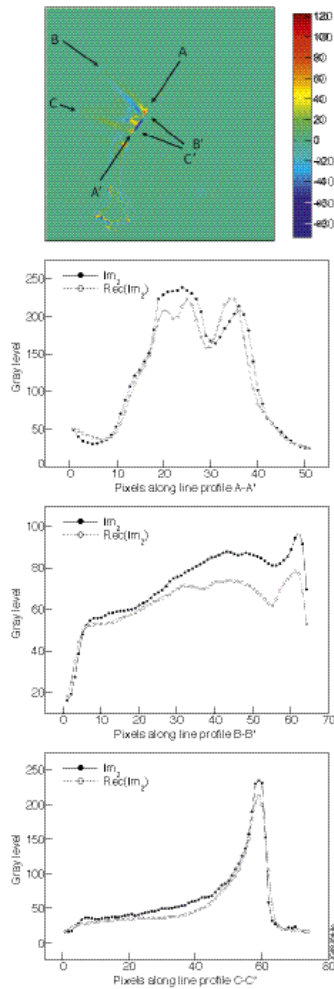 B
A
C
B'
C'
A'
120
100
80
60
40
20
0
-20
-40
-60
-80
Im2
Rec(Im2)
250
200
150
100
50
0
Gray level
0 10 20 30 40 50
Pixels along line profile A-A'
Im2
Rec(Im2)
100
80
60
40
20
Gray level
0 10 20 30 40 50 60 70
Pixels along line profile B-B'
Im2
Rec(Im2)
250
200
150
100
50
0
Gray level
0 20 40 60 80
Pixels along line profile C-C'